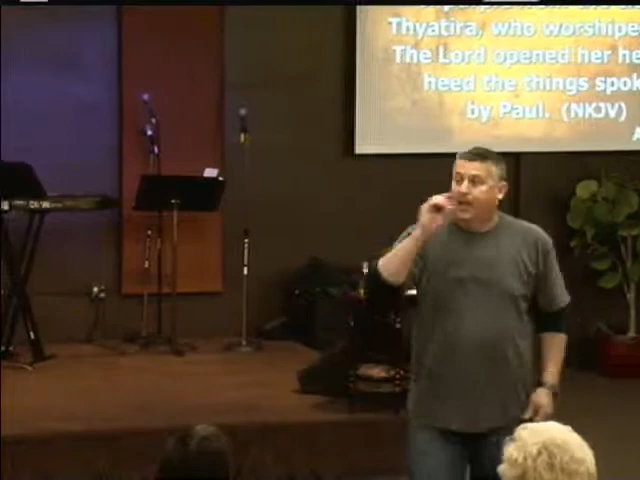 Thyatira, who worshiped
the Lord opened her he
heed the things spok
by Paul. (NKJV)
A